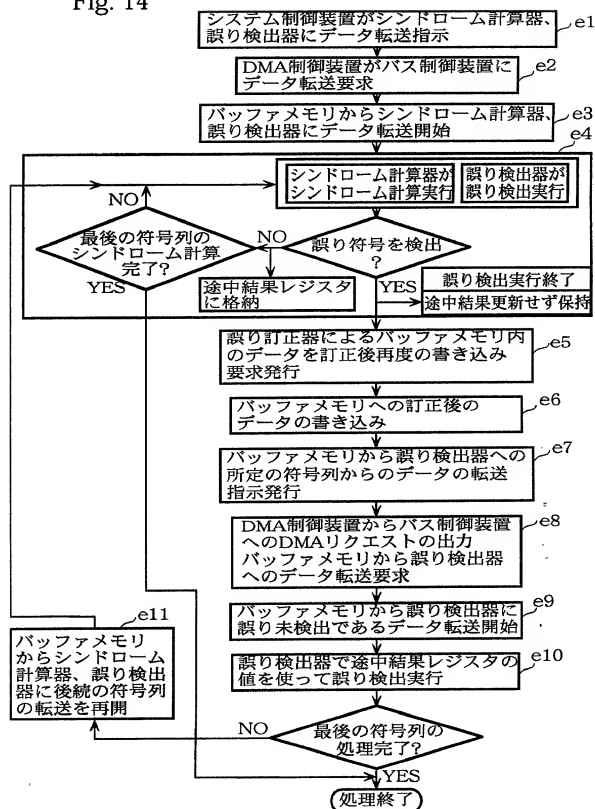 Fig. 14
システム制御装置がシンドローム計算器、
誤り検出器にデータ転送指示
e1
DMA制御装置がバス制御装置に
データ転送要求
e2
バッファメモリからシンドローム計算器、
誤り検出器にデータ転送開始
e3
e4
シンドローム計算器が
シンドローム計算実行
誤り検出器が
誤り検出実行
NO
最後の符号列の
シンドローム計算
完了?
YES
NO
誤り符号を検出
?
YES
途中結果レジスタ
に格納
誤り検出実行終了
途中結果更新せず保持
誤り訂正器によるバッファメモリ内
のデータを訂正後再度の書き込み
要求発行
e5
バッファメモリへの訂正後の
データの書き込み
e6
バッファメモリから誤り検出器への
所定の符号列からのデータの転送
指示発行
e7
DMA制御装置からバス制御装置
へのDMAリクエストの出力
バッファメモリから誤り検出器
へのデータ転送要求
e8
バッファメモリから誤り検出器に
誤り未検出であるデータ転送開始
e9
誤り検出器で途中結果レジスタの
値を使って誤り検出実行
e10
e11
バッファメモリ
からシンドローム
計算器、誤り検出
器に後続の符号列
の転送を再開
NO
最後の符号列の
処理完了?
YES
処理終了